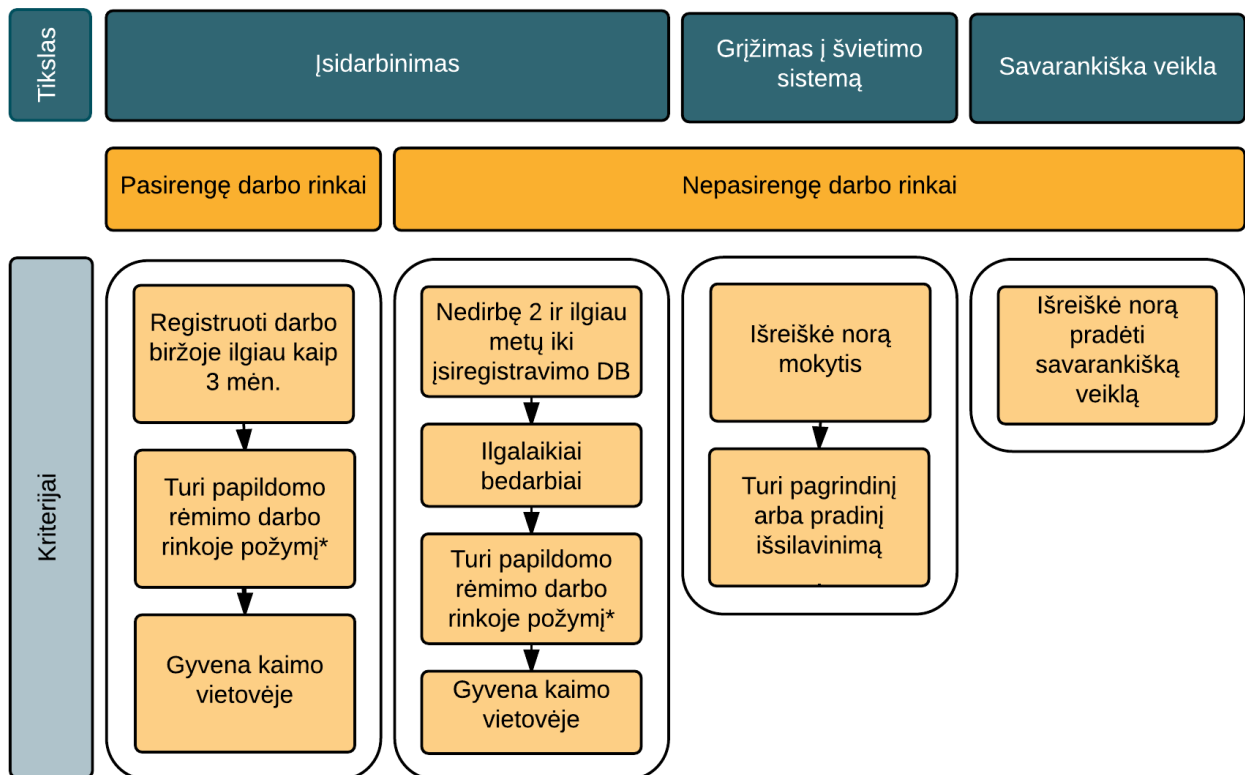 Tikslas
Įsidarbinimas
Grįžimas į švietimo
sistemą
Savarankiška veikla
Pasirengę darbo rinkai
Nepasirengę darbo rinkai
Kriterijai
Registruoti darbo
biržoje ilgiau kaip
3 mėn.
Turi papildomo
rėmimo darbo
rinkoje požymį*
Gyvena kaimo
vietovėje
Nedirbę 2 ir ilgiau
metų iki
įsiregistravimo DB
Ilgalaikiai
bedarbiai
Turi papildomo
rėmimo darbo
rinkoje požymį*
Gyvena kaimo
vietovėje
Išreiškė norą
mokytis
Turi pagrindinį
arba pradinį
išsilavinimą
.
Išreiškė norą
pradėti
savarankišką
veiklą